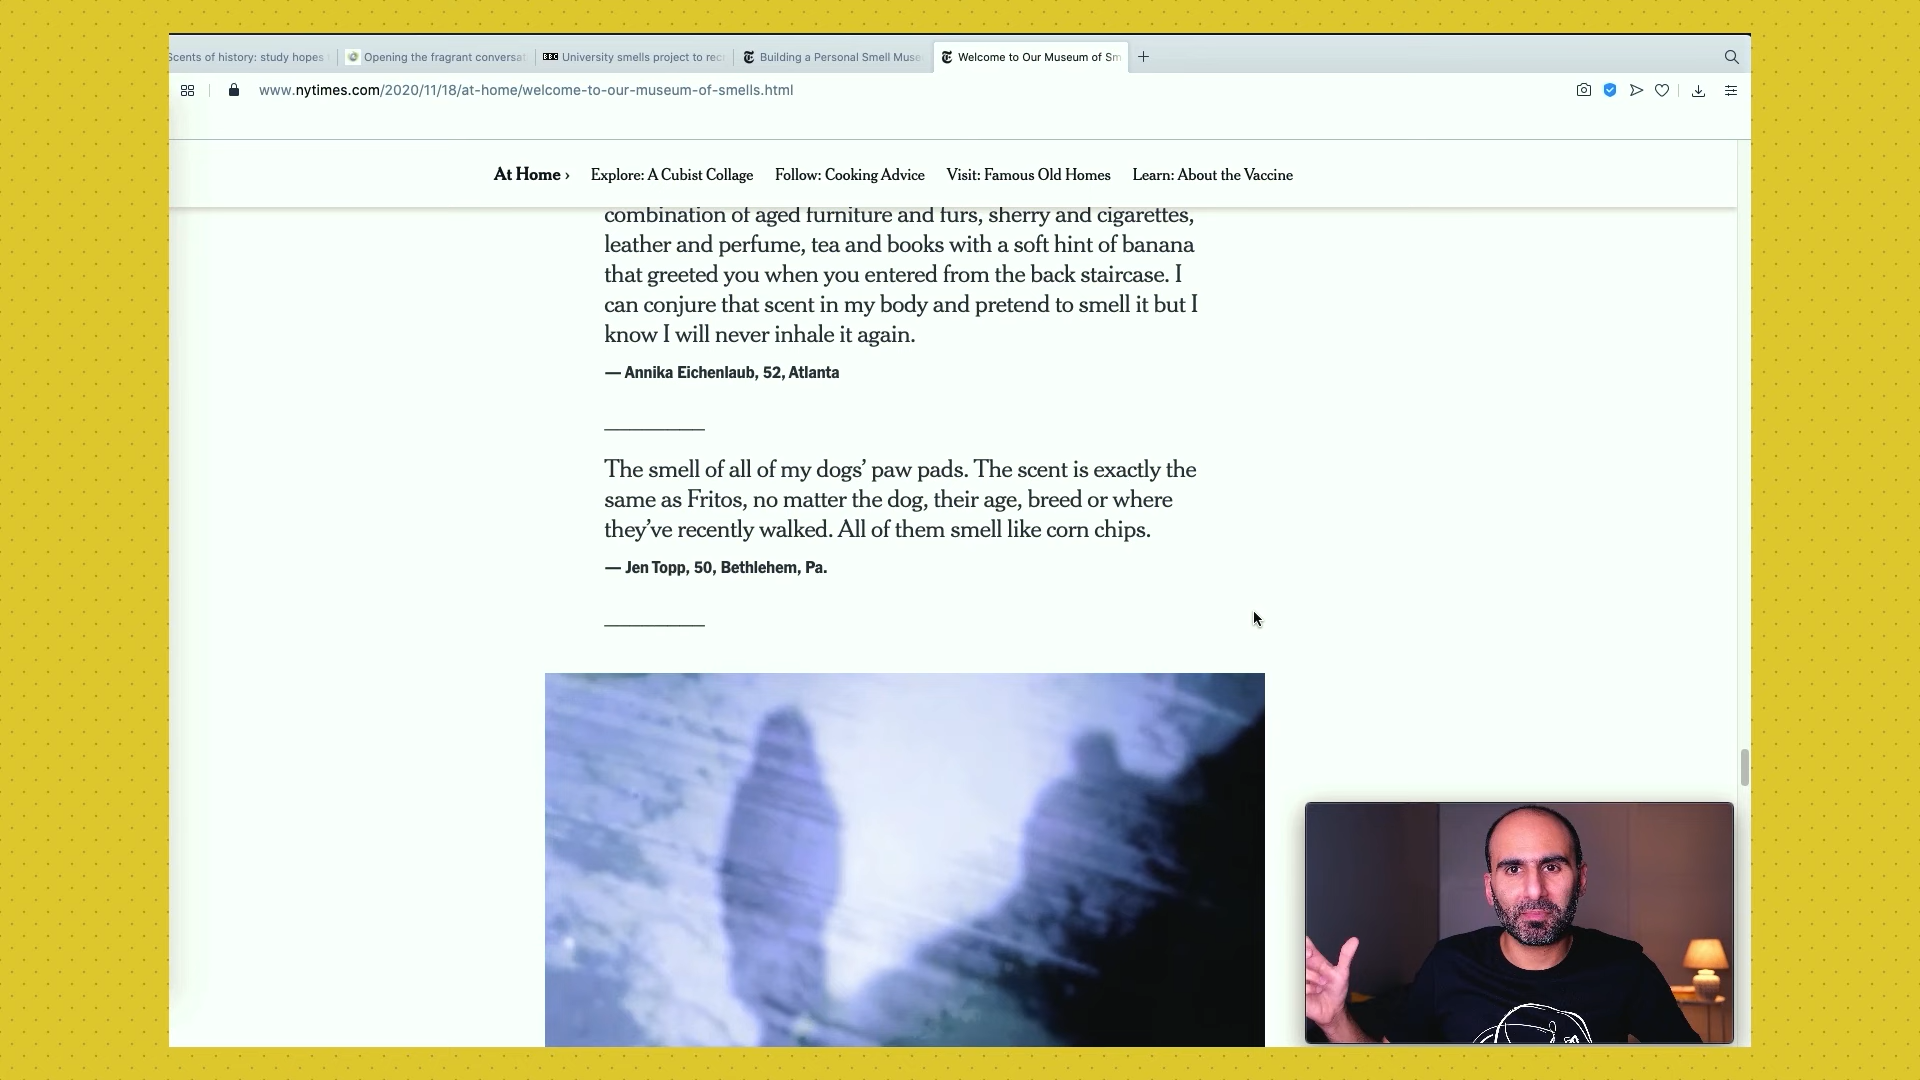 Scents of history: study hopes
Opening the fragrant conversat
BBC University smells project to rec
Building a Personal Smell Muse
Welcome to Our Museum of Sm
www.nytimes.com/2020/11/18/at-home/welcome-to-our-museum-of-smells.html
At Home ›
Explore: A Cubist Collage
Follow: Cooking Advice
Visit: Famous Old Homes
Learn: About the Vaccine
combination of aged furniture and furs, sherry and cigarettes,
leather and perfume, tea and books with a soft hint of banana
that greeted you when you entered from the back staircase. I
can conjure that scent in my body and pretend to smell it but I
know I will never inhale it again.
— Annika Eichenlaub, 52, Atlanta
The smell of all of my dogs’ paw pads. The scent is exactly the
same as Fritos, no matter the dog, their age, breed or where
they’ve recently walked. All of them smell like corn chips.
— Jen Topp, 50, Bethlehem, Pa.